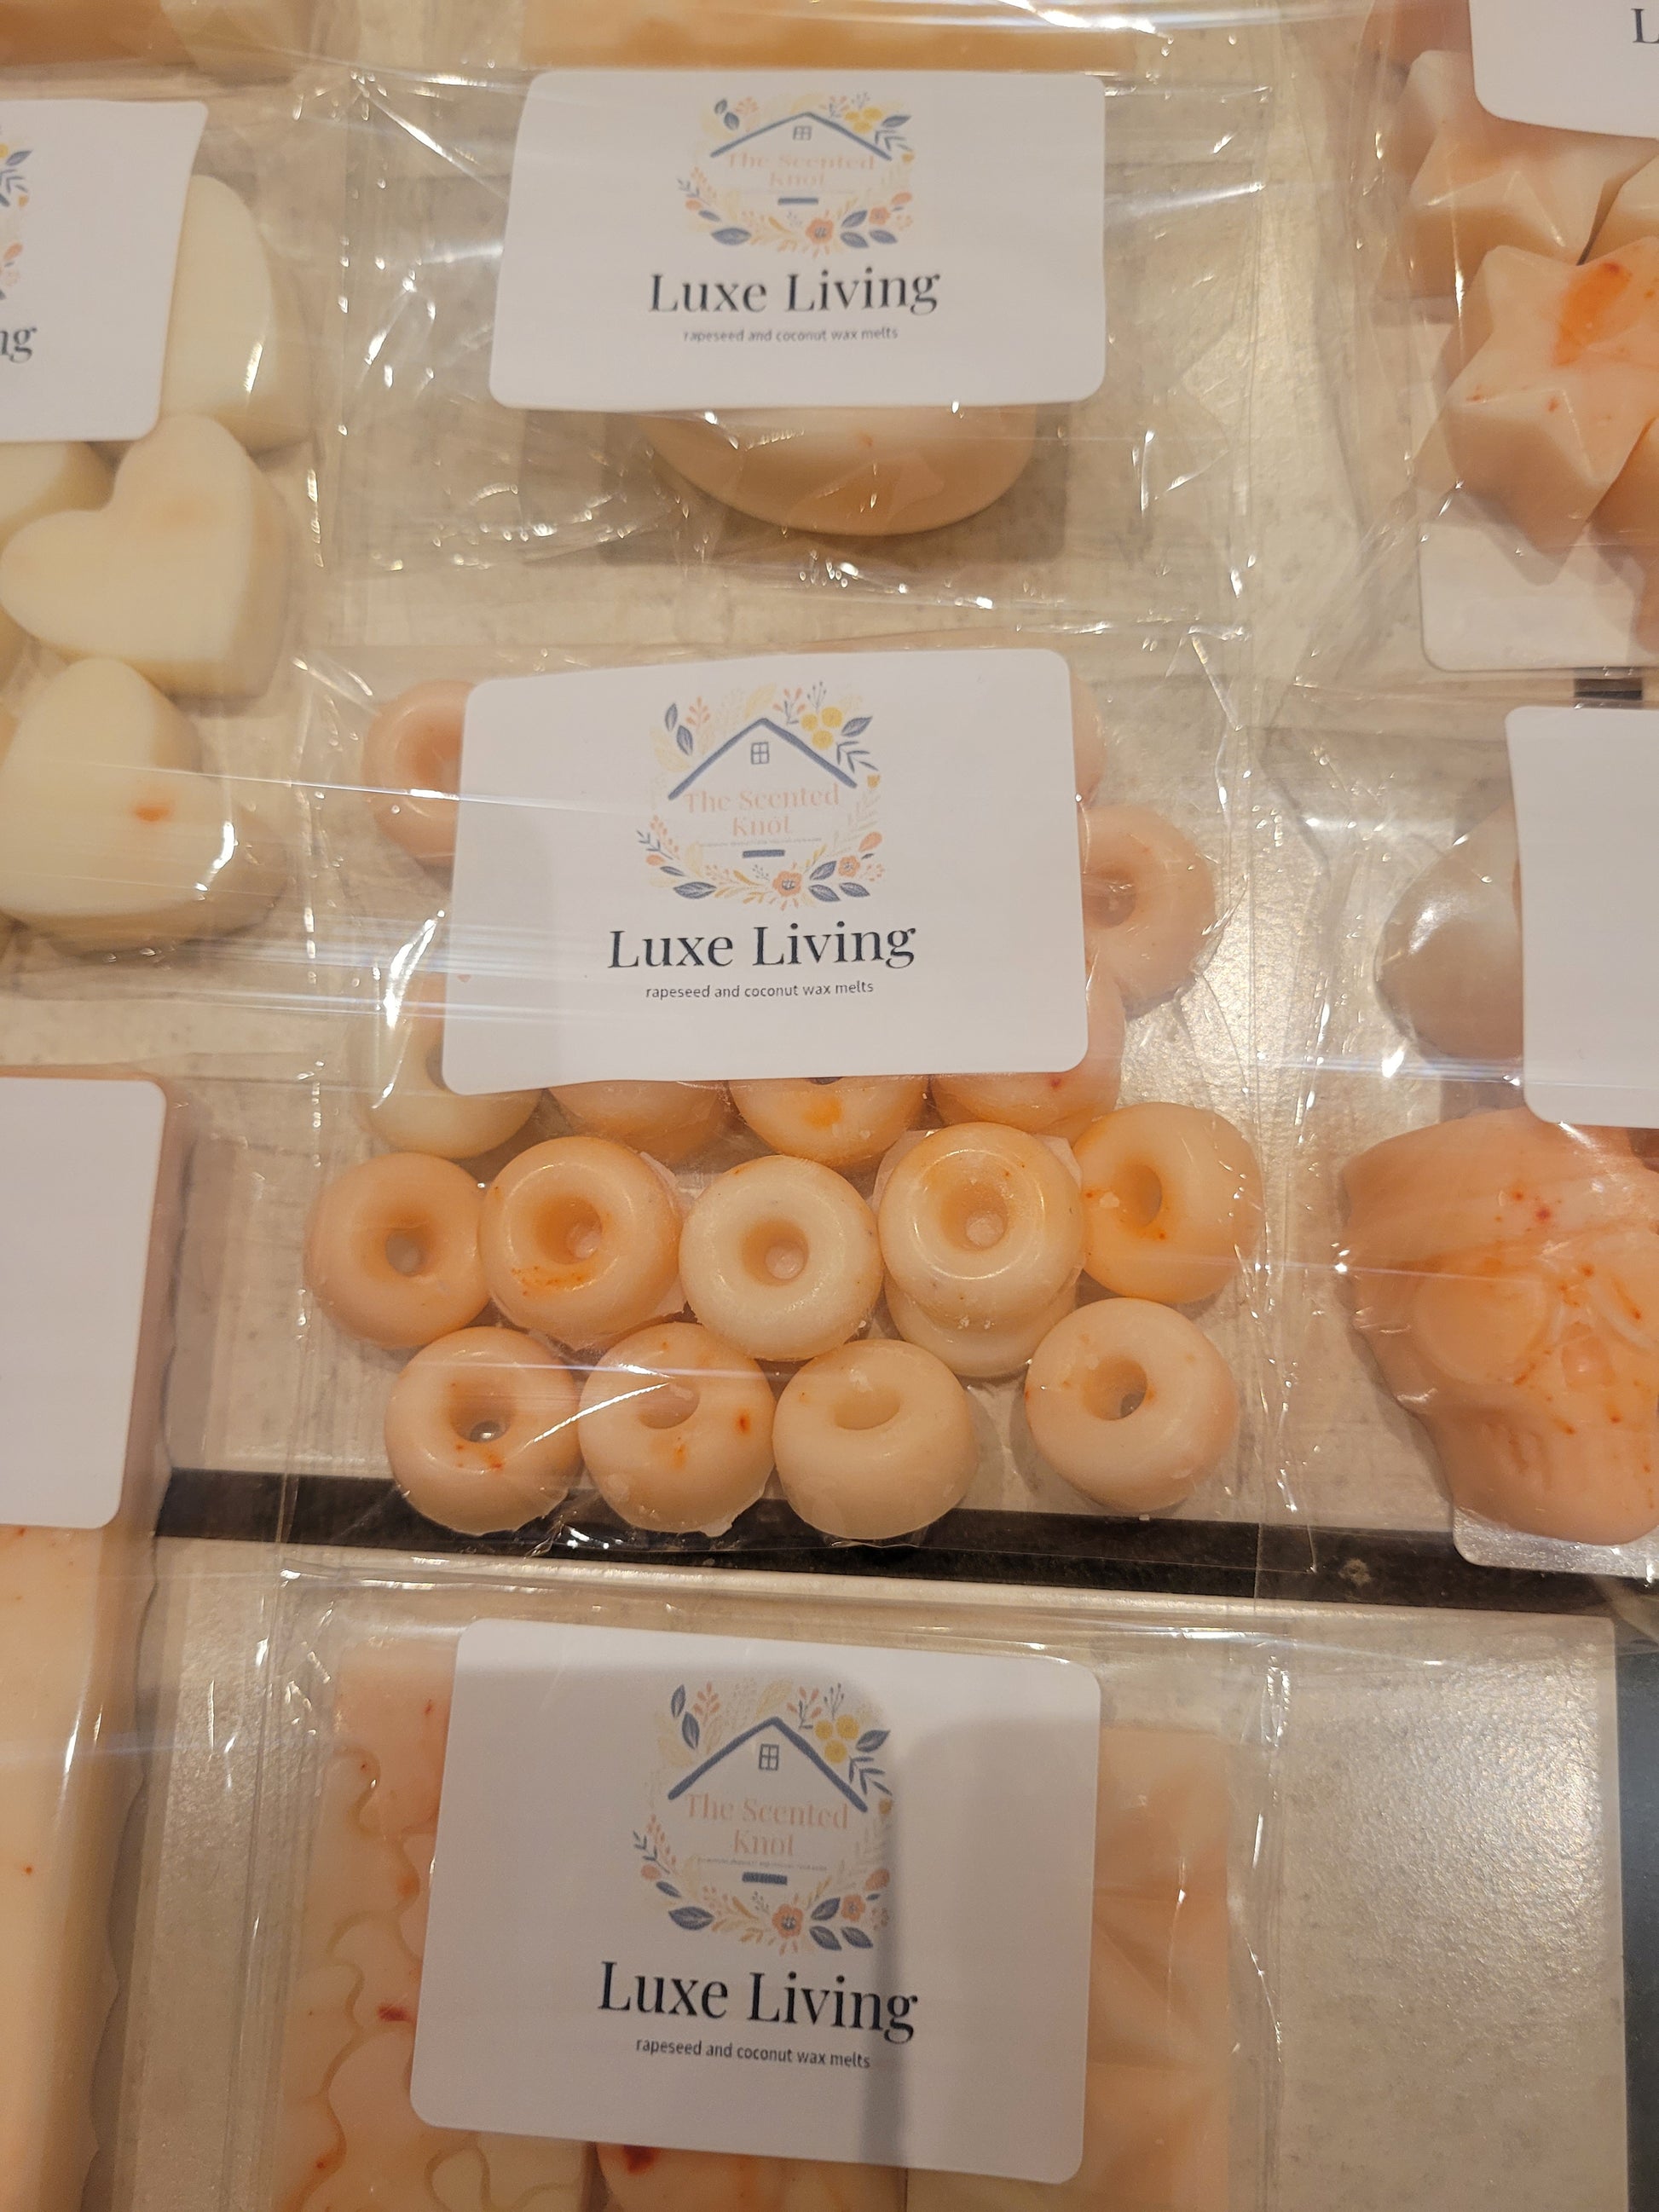 L
The Scented
Knot
Luxe Living
rapeseed and coconut wax melts
ng
The Scented
Knot
Luxe Living
rapeseed and coconut wax melts
The Scented
Knot
Luxe Living
rapeseed and coconut wax melts